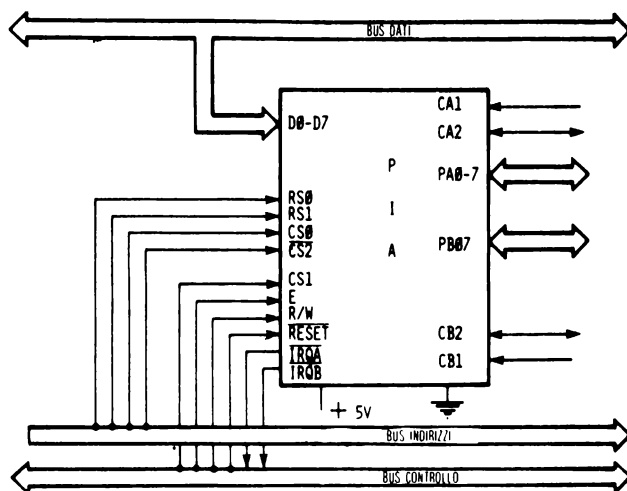 BUS DATI
D0-D7
RS0
RS1
CS0
CS2
CS1
E
R/W
RESET
IRQA
IRQB
P
I
A
CA1
CA2
PA0-7
PB07
CB2
CB1
+ 5V
BUS INDIRIZZI
BUS CONTROLLO